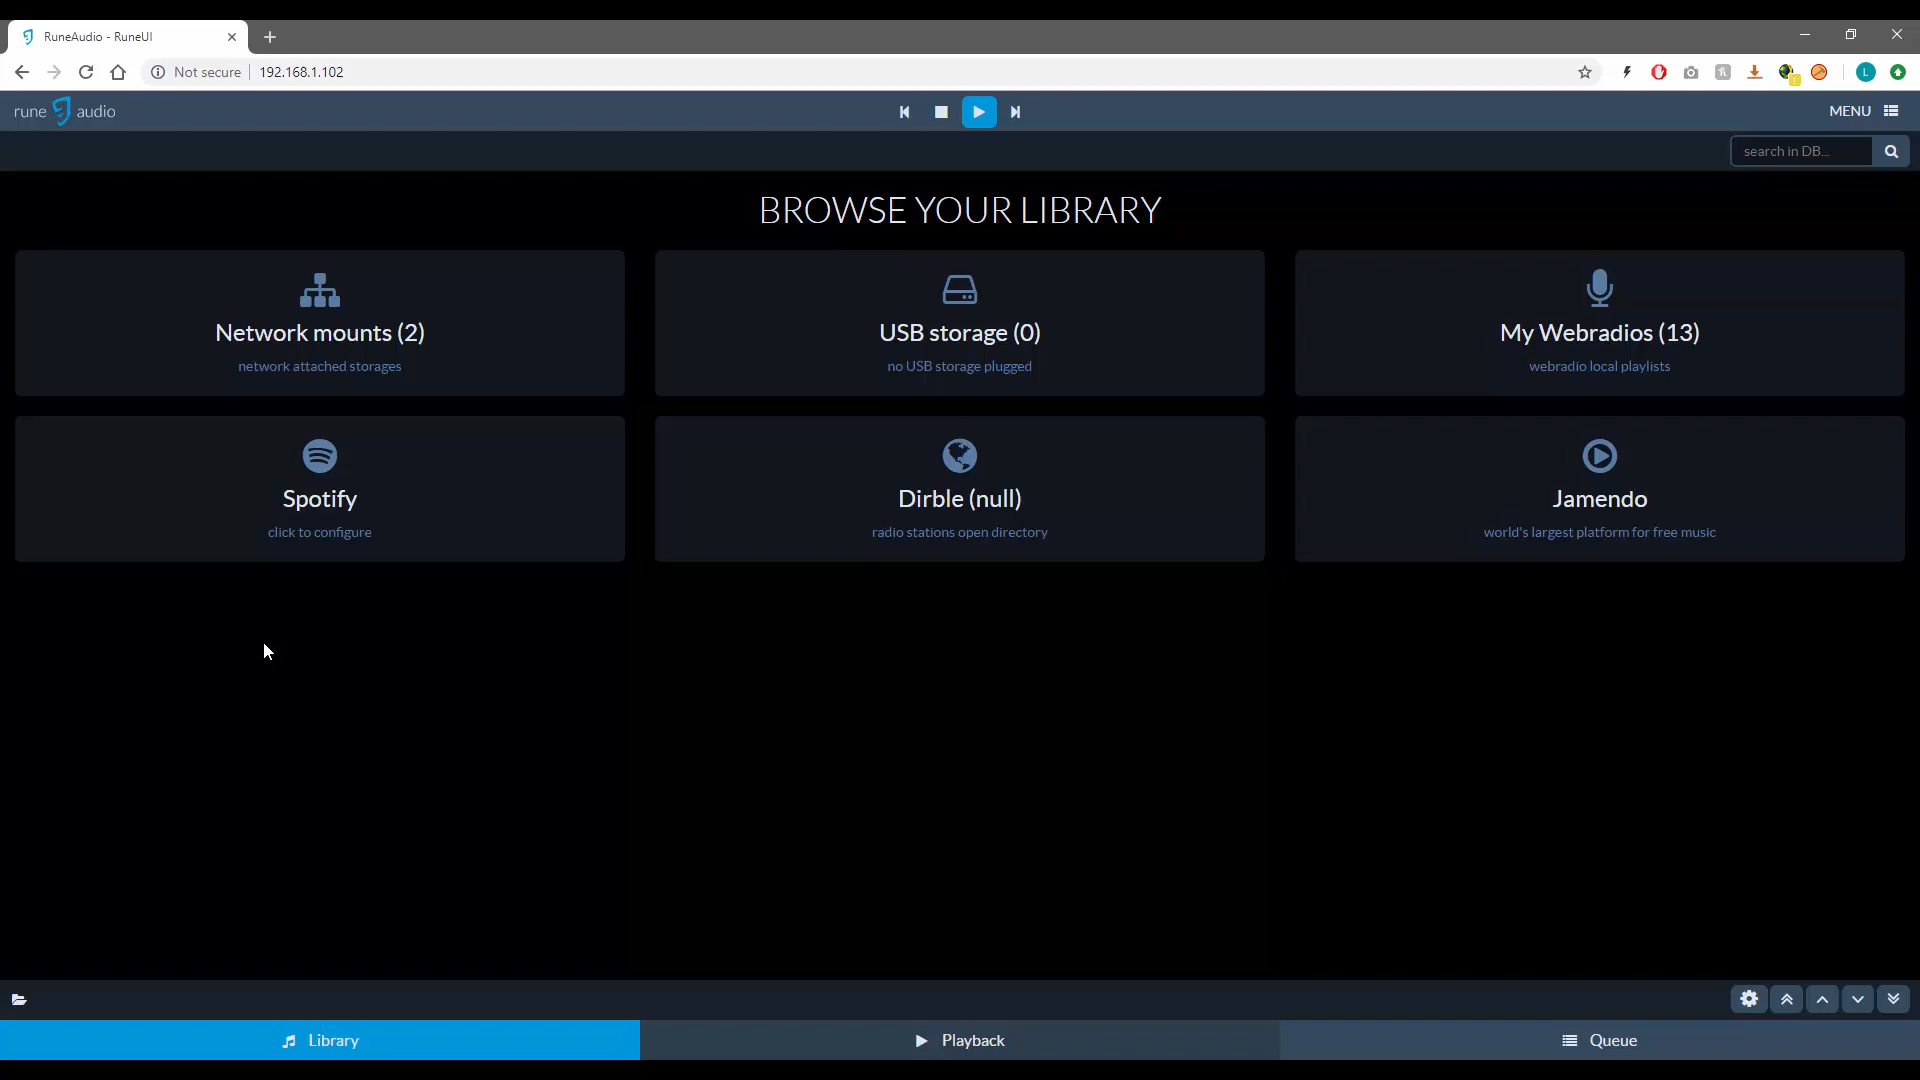 RuneAudio - RuneUI
Not secure 192.168.1.102
L
rune audio
MENU
search in DB...
BROWSE YOUR LIBRARY
Network mounts (2)
network attached storages
USB storage (0)
no USB storage plugged
My Webradios (13)
webradio local playlists
Spotify
click to configure
Dirble (null)
radio stations open directory
Jamendo
world's largest platform for free music
Library
Playback
Queue